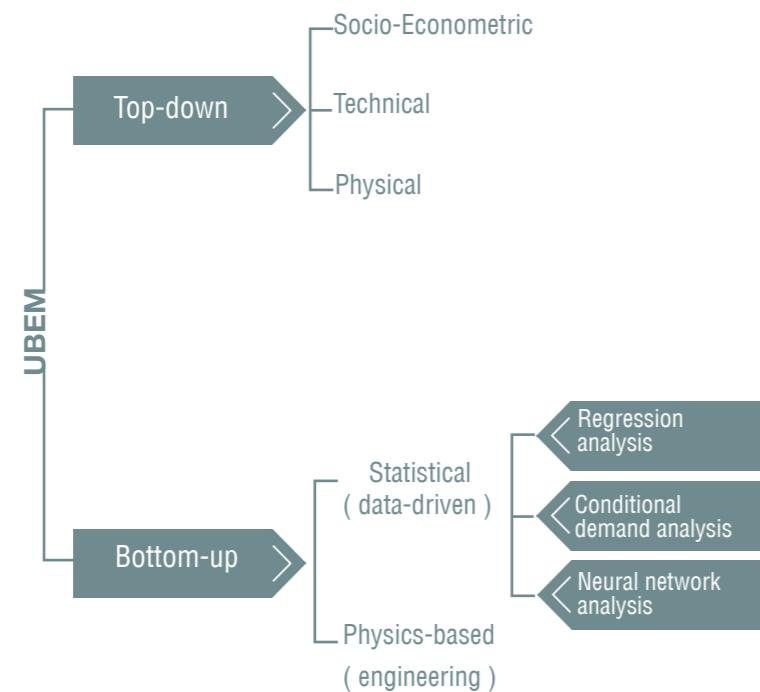 UBEM
Top-down
Socio-Econometric
Technical
Physical
Bottom-up
Statistical
( data-driven )
Regression
analysis
Conditional
demand analysis
Neural network
analysis
Physics-based
( engineering )